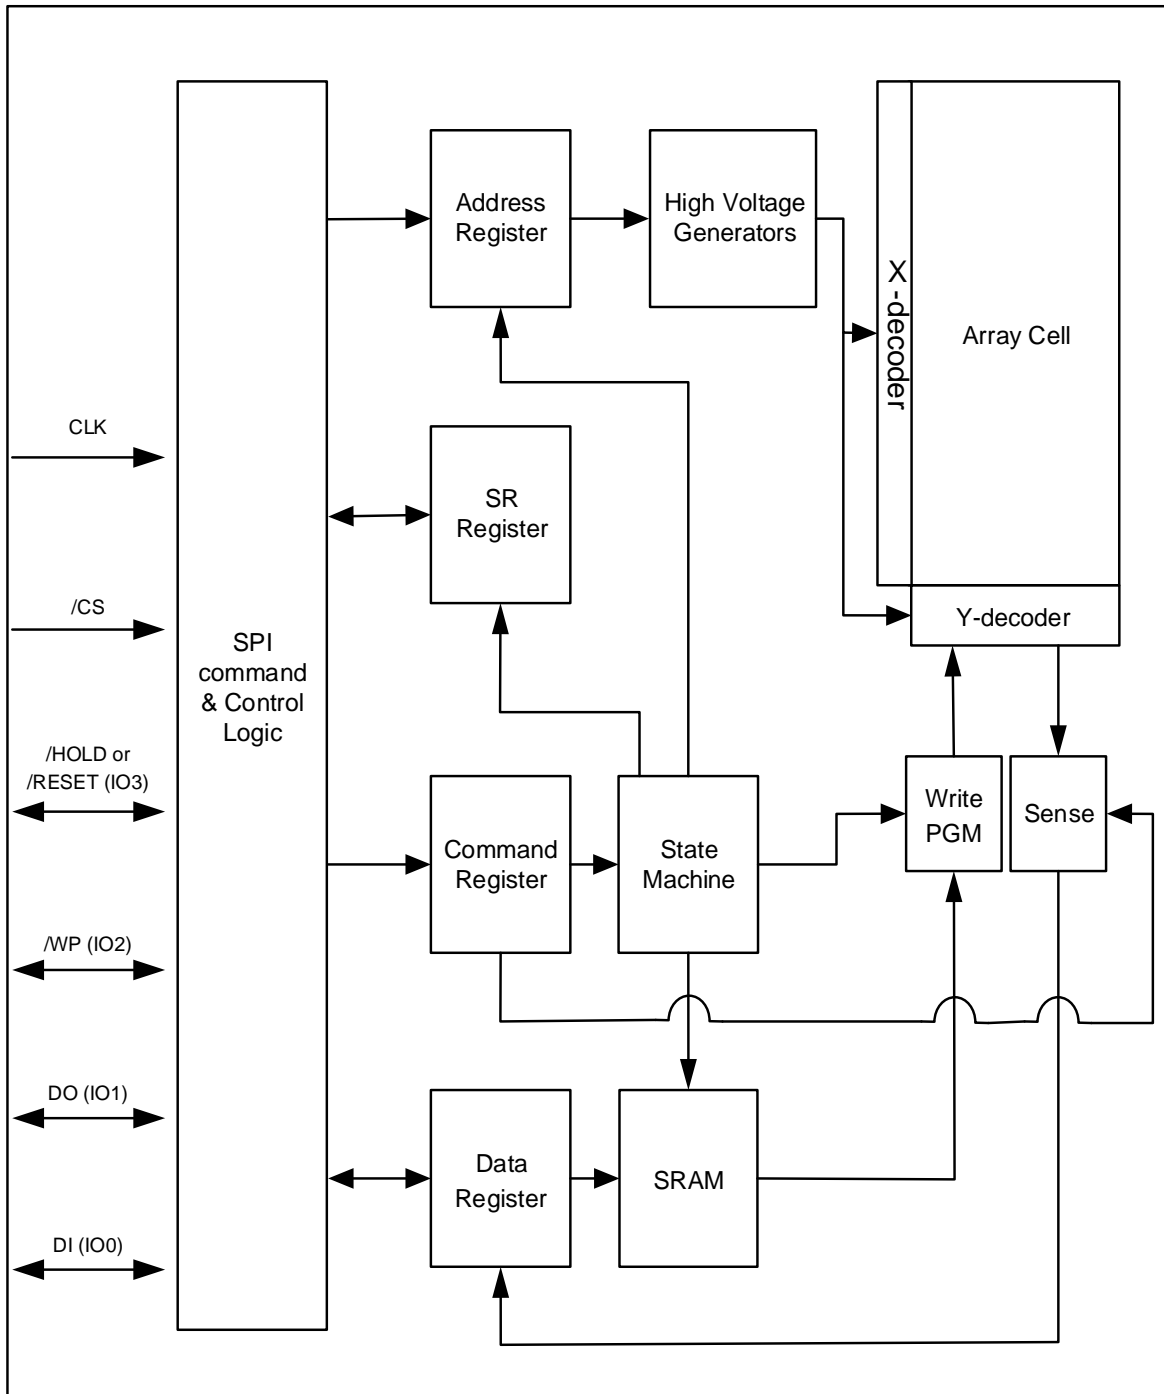 CLK
/CS
/HOLD or
/RESET (IO3)
/WP (IO2)
DO (IO1)
DI (IO0)
SPI
command
& Control
Logic
Address
Register
High Voltage
Generators
X-decoder
Array Cell
Y-decoder
SR
Register
Command
Register
State
Machine
Write
PGM
Sense
Data
Register
SRAM